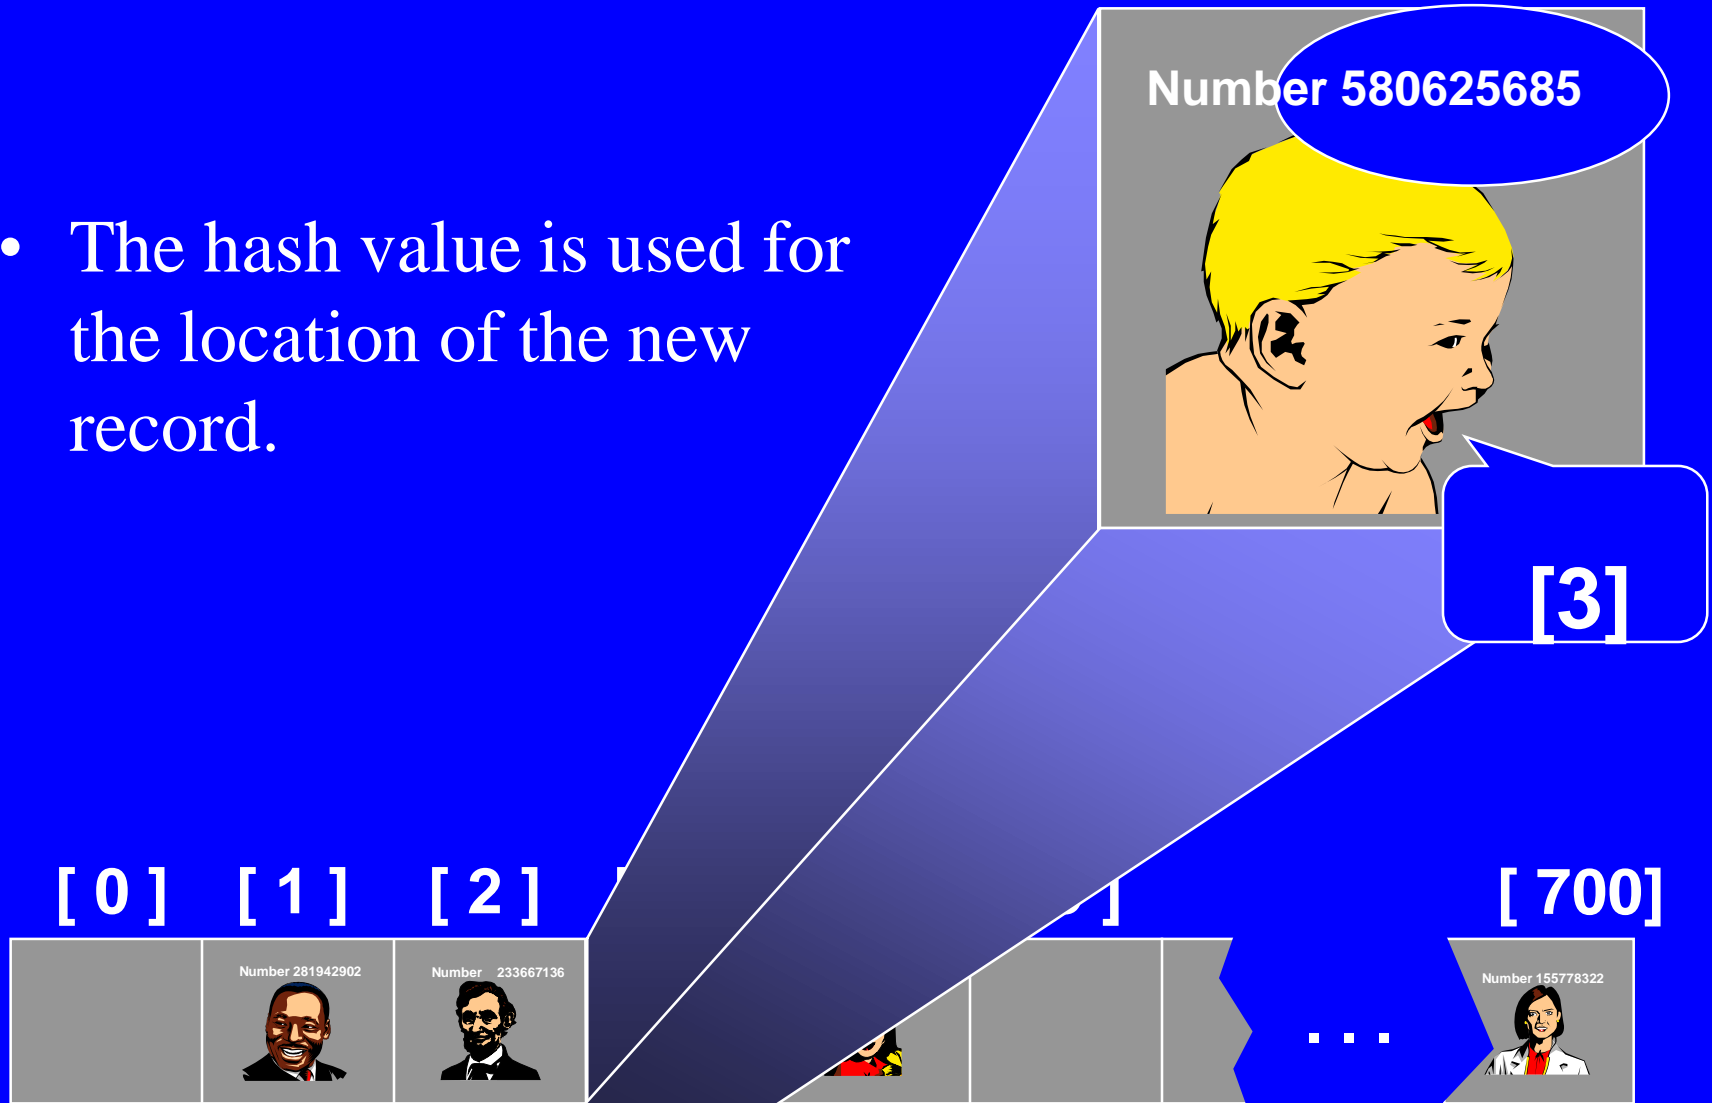 Number 580625685
• The hash value is used for
the location of the new
record.
[3]
[ 0 ] [ 1 ] [ 2 ] [ ] [ 700]
Number 281942902 Number 233667136 Number 155778322
. . .